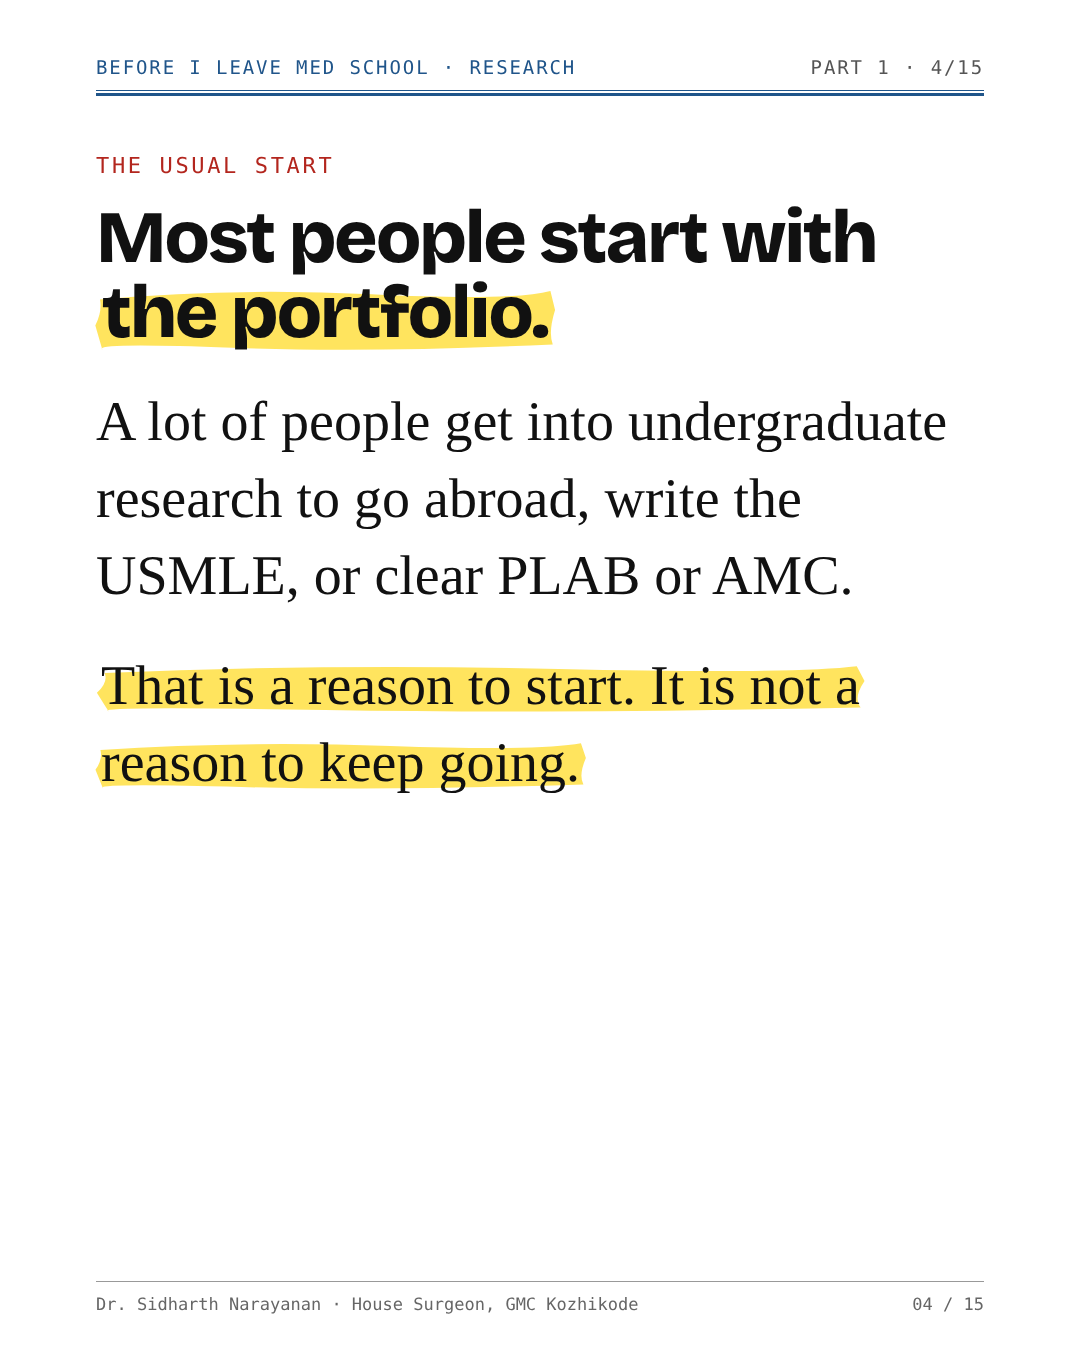 BEFORE I LEAVE MED SCHOOL · RESEARCH
PART 1 · 4/15
THE USUAL START
Most people start with
the portfolio.
A lot of people get into undergraduate
research to go abroad, write the
USMLE, or clear PLAB or AMC.
That is a reason to start. It is not a
reason to keep going.
Dr. Sidharth Narayanan · House Surgeon, GMC Kozhikode
04 / 15